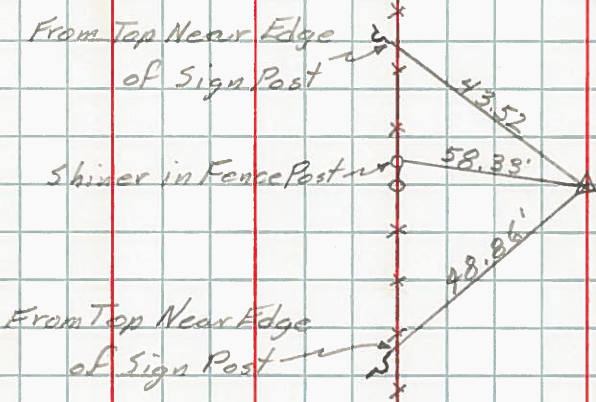 From Top Near Edge
of Sign Post
43.52
58.33'
Shiner in Fence Post
48.86'
From Top Near Edge
of Sign Post